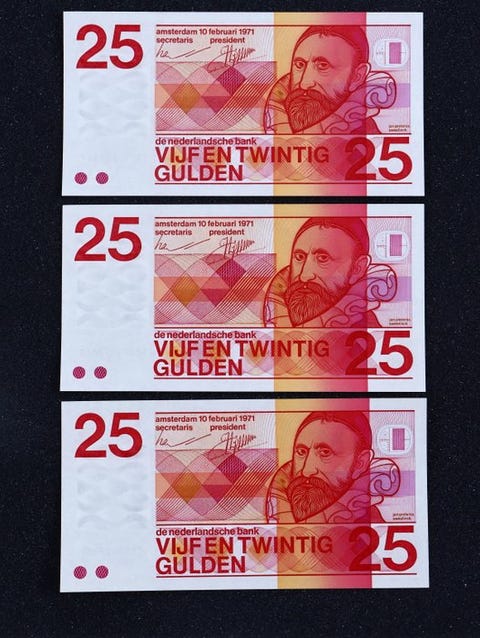 25
amsterdam 10 februari 1971
secretaris president
de nederlandsche bank
VIJF EN TWINTIG
GULDEN
25
25
amsterdam 10 februari 1971
secretaris president
de nederlandsche bank
VIJF EN TWINTIG
GULDEN
25
25
amsterdam 10 februari 1971
secretaris president
de nederlandsche bank
VIJF EN TWINTIG
GULDEN
25